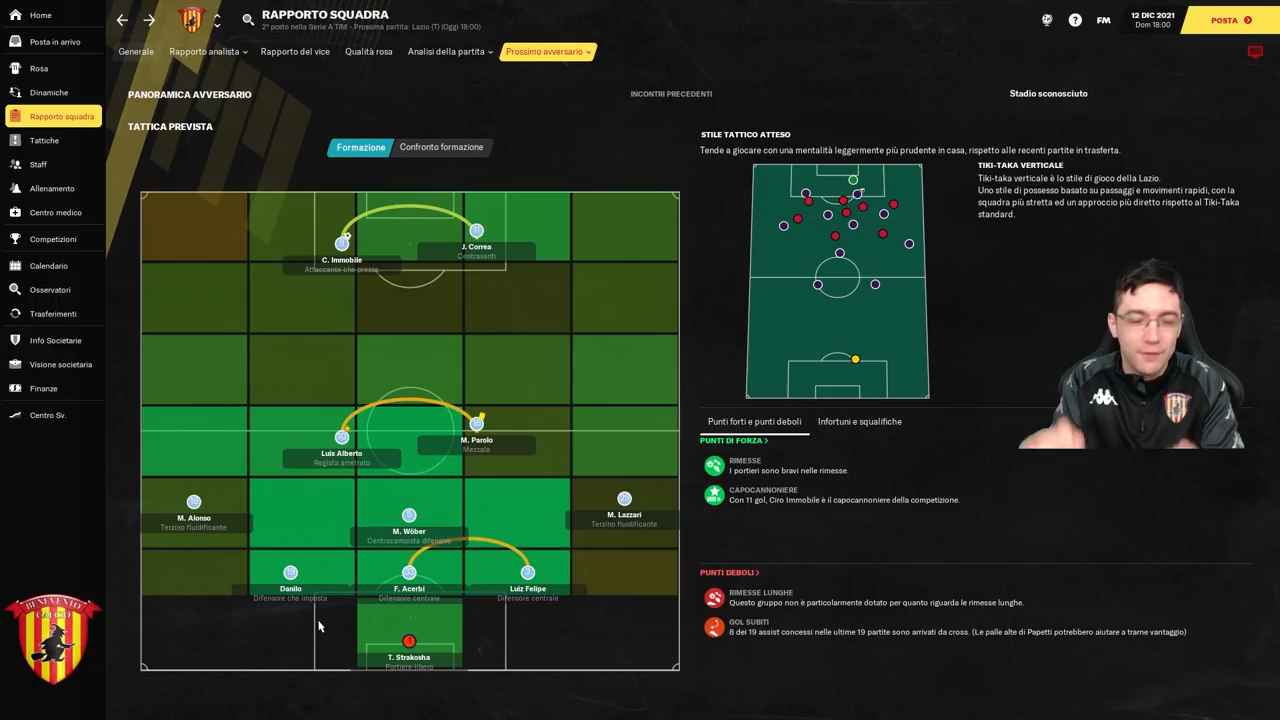 Home
Posta in arrivo
Rosa
Dinamiche
Rapporto squadra
Tattiche
Staff
Allenamento
Centro medico
Competizioni
Calendario
Osservatori
Trasferimenti
Info Societarie
Visione societaria
Finanze
Centro Sv.
BENEVENTO
CALCIO
RAPPORTO SQUADRA
2° posto nella Serie A TIM - Prossima partita: Lazio (T) (Oggi 18:00)
FM
12 DIC 2021
Dom 18:00
POSTA
Generale
Rapporto analista
Rapporto del vice
Qualità rosa
Analisi della partita
Prossimo avversario
PANORAMICA AVVERSARIO
INCONTRI PRECEDENTI
Stadio sconosciuto
TATTICA PREVISTA
Formazione
Confronto formazione
C. Immobile
Attaccante che pressa
11
J. Correa
Centravanti
10
Luis Alberto
Regista arretrato
M. Parolo
Mezzala
M. Alonso
Terzino fluidificante
M. Wöber
Centrocampista difensivo
M. Lazzari
Terzino fluidificante
Danilo
Difensore che imposta
33
F. Acerbi
Difensore centrale
3
Luiz Felipe
Difensore centrale
1
T. Strakosha
Portiere-libero
STILE TATTICO ATTESO
Tende a giocare con una mentalità leggermente più prudente in casa, rispetto alle recenti partite in trasferta.
TIKI-TAKA VERTICALE
Tiki-taka verticale è lo stile di gioco della Lazio.
Uno stile di possesso basato su passaggi e movimenti rapidi, con la
squadra più stretta ed un approccio più diretto rispetto al Tiki-Taka
standard.
Punti forti e punti deboli
Infortuni e squalifiche
PUNTI DI FORZA
RIMESSE
I portieri sono bravi nelle rimesse.
CAPOCANNONIERE
Con 11 gol, Ciro Immobile è il capocannoniere della competizione.
PUNTI DEBOLI
RIMESSE LUNGHE
Questo gruppo non è particolarmente dotato per quanto riguarda le rimesse lunghe.
GOL SUBITI
8 dei 19 assist concessi nelle ultime 19 partite sono arrivati da cross. (Le palle alte di Papetti potrebbero aiutare a trarne vantaggio)